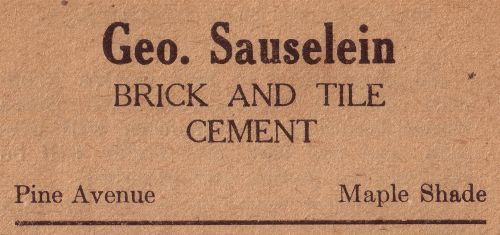 Geo. Sauselein
BRICK AND TILE
CEMENT
Pine Avenue Maple Shade